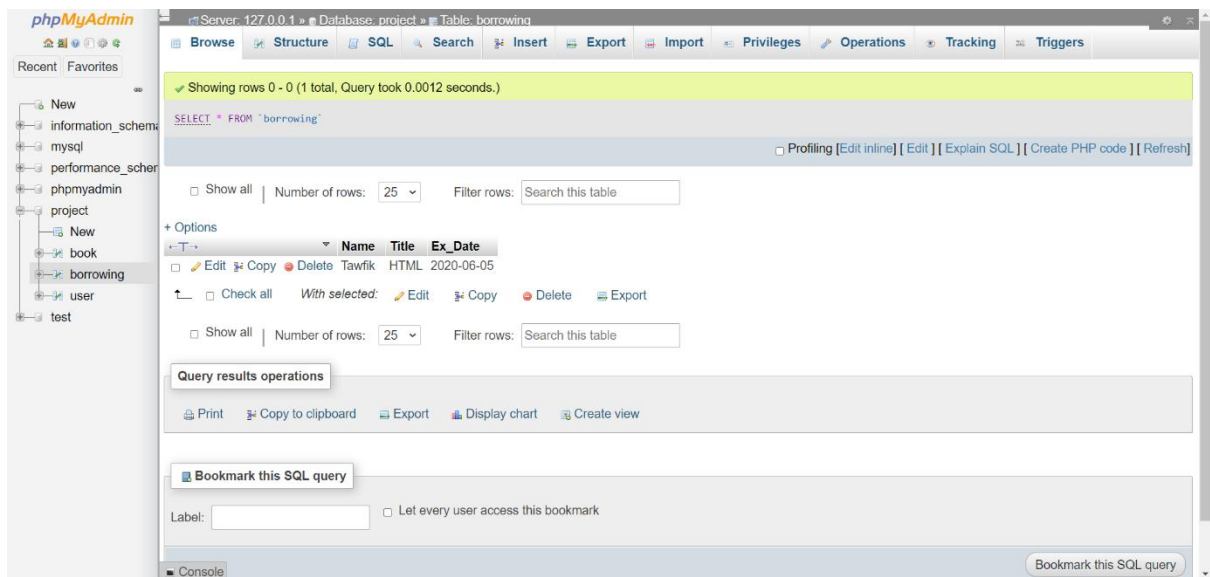 phpMyAdmin
Recent Favorites
New
information_schema
mysql
performance_scher
phpmyadmin
project
New
book
borrowing
user
test
Server: 127.0.0.1 » Database: project » Table: borrowing
Browse Structure SQL Search Insert Export Import Privileges Operations Tracking Triggers
Showing rows 0 - 0 (1 total, Query took 0.0012 seconds.)
SELECT * FROM `borrowing`
Profiling [Edit inline] [ Edit ] [ Explain SQL ] [ Create PHP code ] [ Refresh]
Show all | Number of rows: 25 Filter rows: Search this table
+ Options
←T→ Name Title Ex_Date
Edit Copy Delete Tawfik HTML 2020-06-05
Check all With selected: Edit Copy Delete Export
Show all | Number of rows: 25 Filter rows: Search this table
Query results operations
Print Copy to clipboard Export Display chart Create view
Bookmark this SQL query
Label: Let every user access this bookmark
Bookmark this SQL query
Console